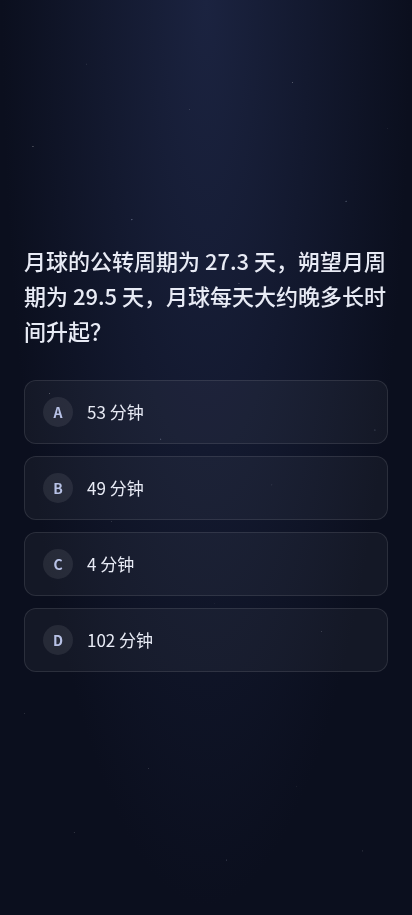 月球的公转周期为 27.3 天，朔望月周
期为 29.5 天，月球每天大约晚多长时
间升起？
A 53 分钟
B 49 分钟
C 4 分钟
D 102 分钟